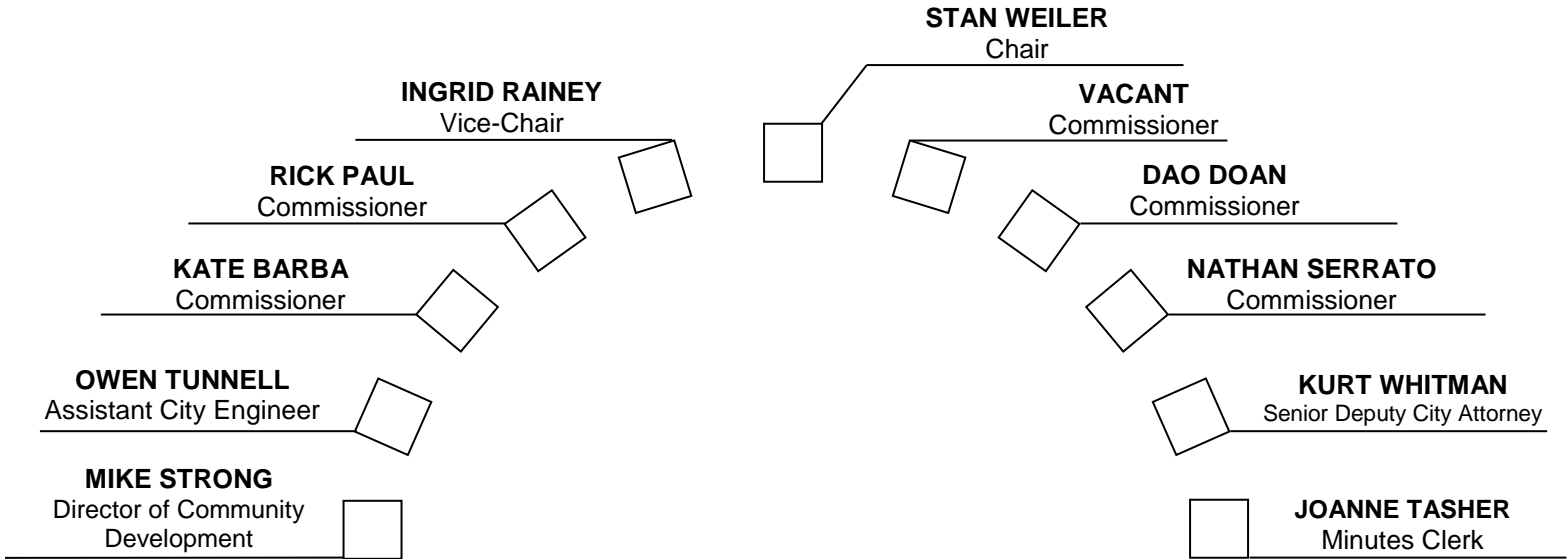 STAN WEILER
Chair
INGRID RAINEY
Vice-Chair
VACANT
Commissioner
RICK PAUL
Commissioner
DAO DOAN
Commissioner
KATE BARBA
Commissioner
NATHAN SERRATO
Commissioner
OWEN TUNNELL
Assistant City Engineer
KURT WHITMAN
Senior Deputy City Attorney
MIKE STRONG
Director of Community
Development
JOANNE TASHER
Minutes Clerk